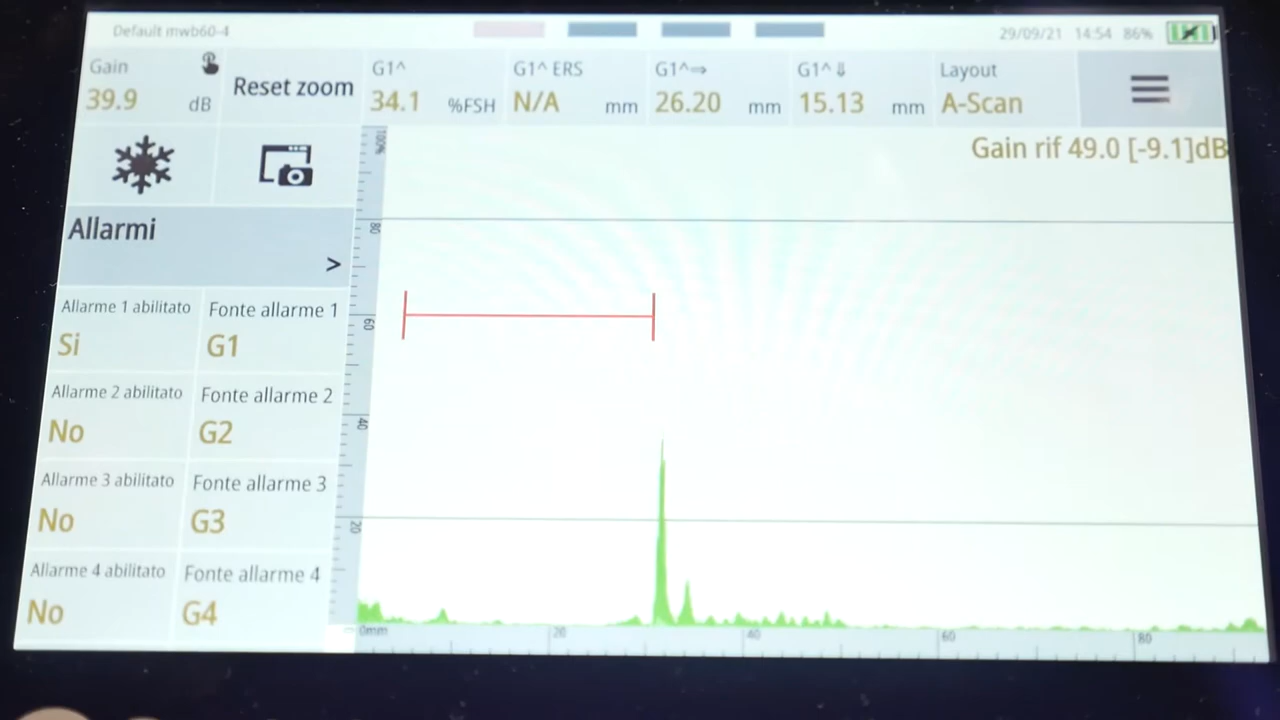 Default mwb60-4
29/09/21 14:54 86%
Gain
39.9 dB
Reset zoom
G1^
34.1 %FSH
G1^ ERS
N/A mm
G1^⇒
26.20 mm
G1^⇓
15.13 mm
Layout
A-Scan
Gain rif 49.0 [-9.1]dB
Allarmi
>
Allarme 1 abilitato
Si
Fonte allarme 1
G1
Allarme 2 abilitato
No
Fonte allarme 2
G2
Allarme 3 abilitato
No
Fonte allarme 3
G3
Allarme 4 abilitato
No
Fonte allarme 4
G4
100%
80
60
40
20
0mm 20 40 60 80